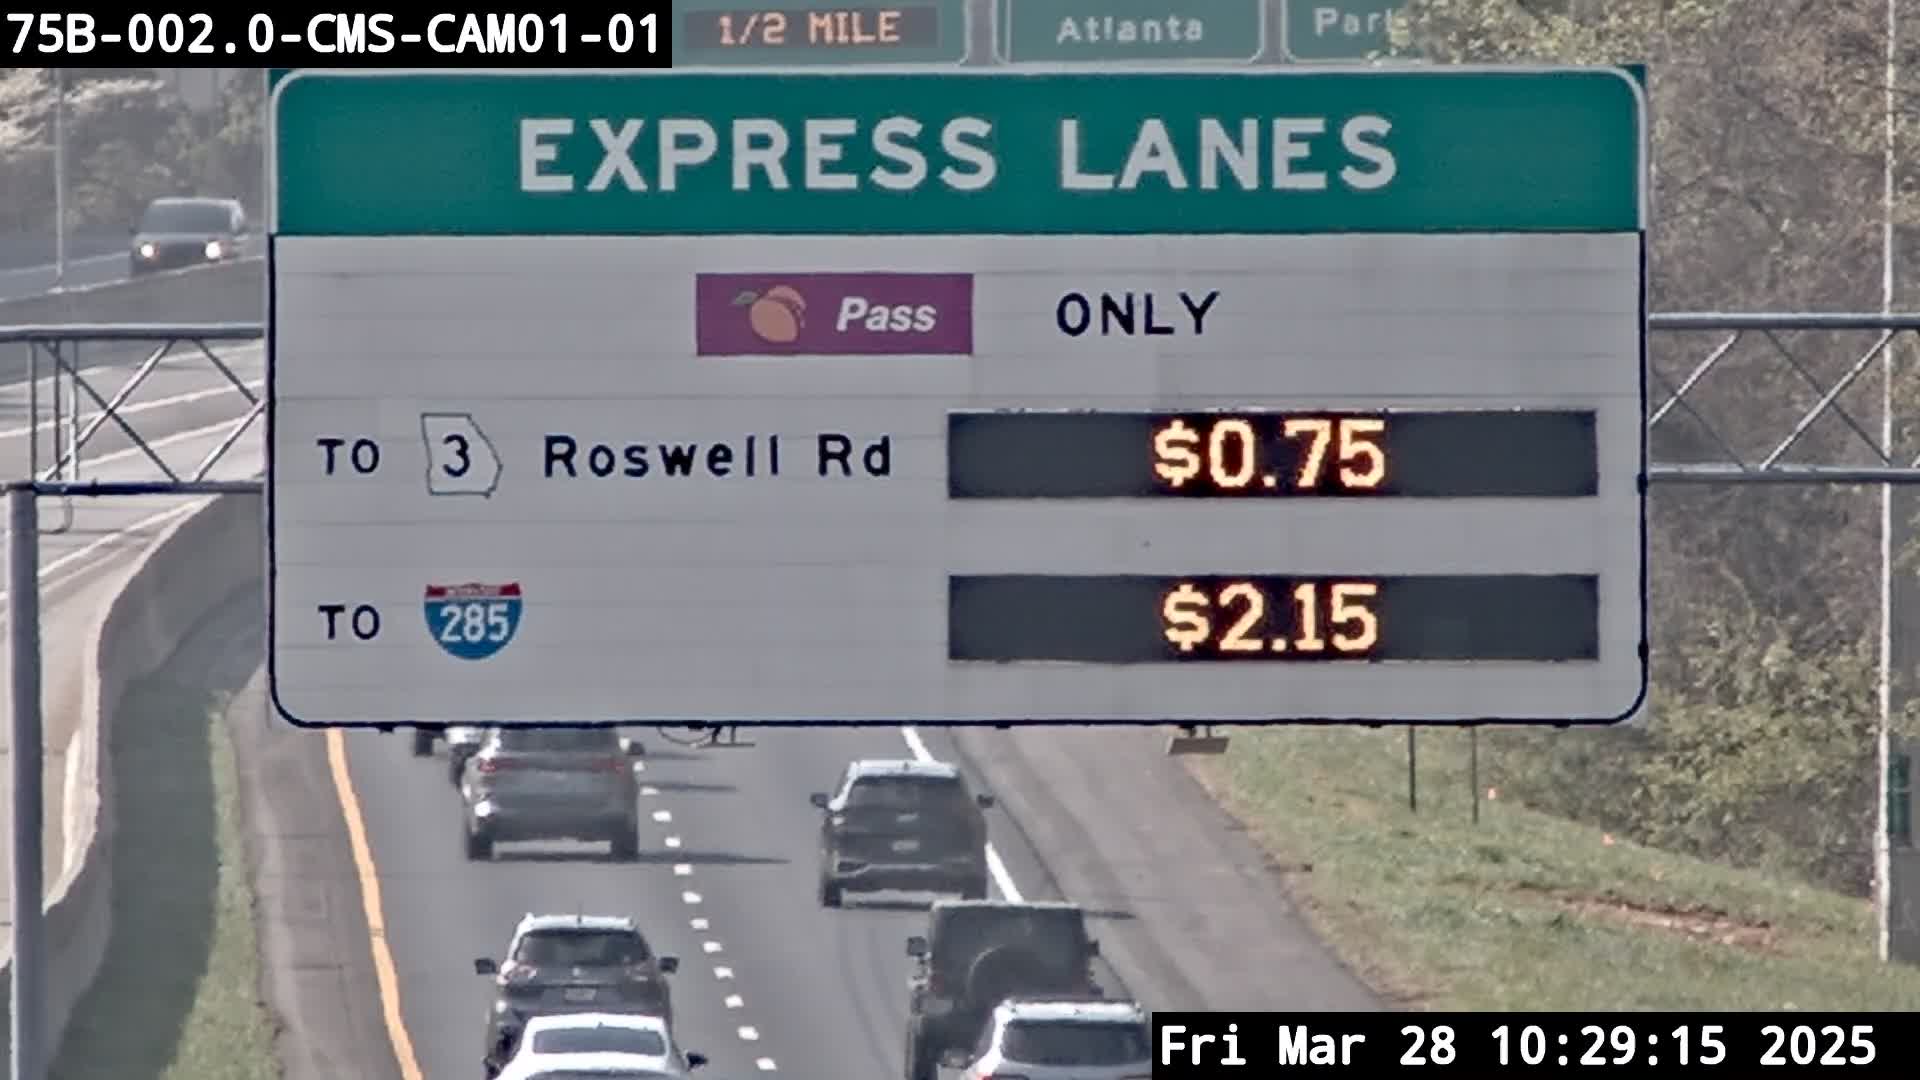 75B-002.0-CMS-CAM01-01
1/2 MILE
Atlanta
EXPRESS LANES
Pass ONLY
TO 3 Roswell Rd $0.75
TO 285 $2.15
Fri Mar 28 10:29:15 2025